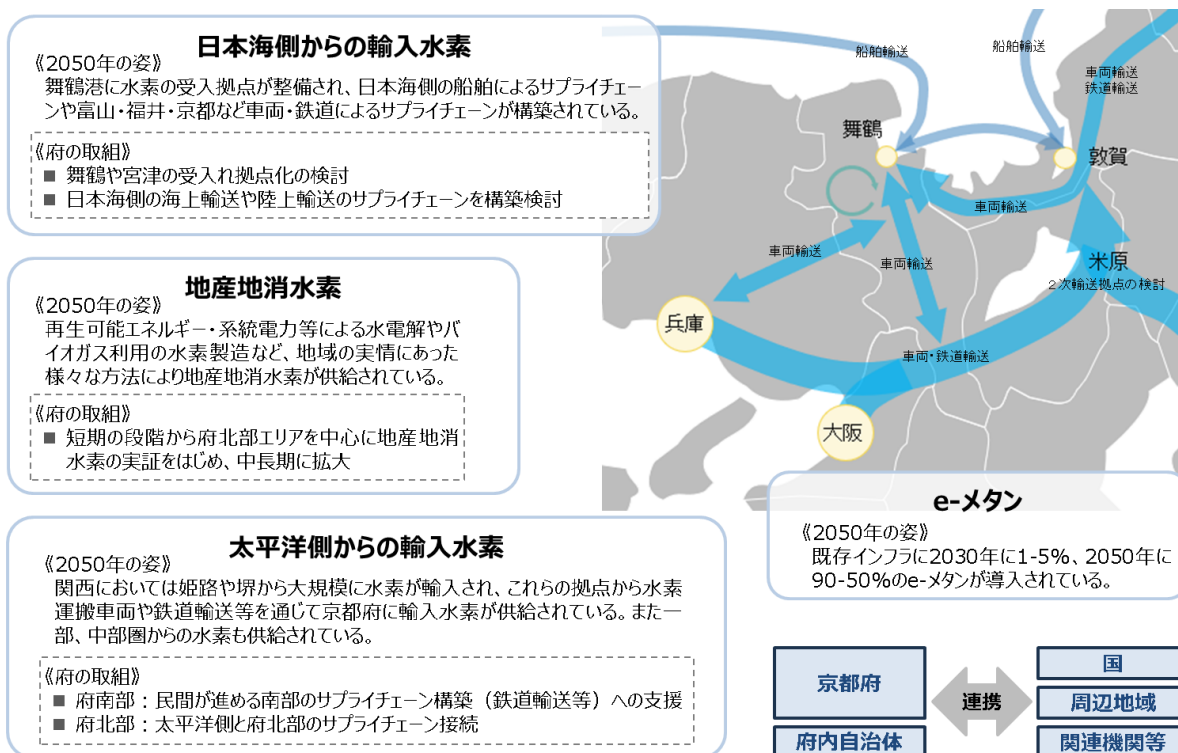 日本海側からの輸入水素
《2050年の姿》
舞鶴港に水素の受入拠点が整備され、日本海側の船舶によるサプライチェー
ンや富山・福井・京都など車両・鉄道によるサプライチェーンが構築されている。
《府の取組》
■ 舞鶴や宮津の受入れ拠点化の検討
■ 日本海側の海上輸送や陸上輸送のサプライチェーンを構築検討
地産地消水素
《2050年の姿》
再生可能エネルギー・系統電力等による水電解やバ
イオガス利用の水素製造など、地域の実情にあった
様々な方法により地産地消水素が供給されている。
《府の取組》
■ 短期の段階から府北部エリアを中心に地産地消
水素の実証をはじめ、中長期に拡大
太平洋側からの輸入水素
《2050年の姿》
関西においては姫路や堺から大規模に水素が輸入され、これらの拠点から水素
運搬車両や鉄道輸送等を通じて京都府に輸入水素が供給されている。また一
部、中部圏からの水素も供給されている。
《府の取組》
■ 府南部：民間が進める南部のサプライチェーン構築（鉄道輸送等）への支援
■ 府北部：太平洋側と府北部のサプライチェーン接続
船舶輸送
船舶輸送
車両輸送
鉄道輸送
舞鶴
敦賀
車両輸送
車両輸送
車両輸送
米原
２次輸送拠点の検討
兵庫
車両・鉄道輸送
大阪
e-メタン
《2050年の姿》
既存インフラに2030年に1-5%、2050年に
90-50%のe-メタンが導入されている。
京都府
府内自治体
連携
国
周辺地域
関連機関等